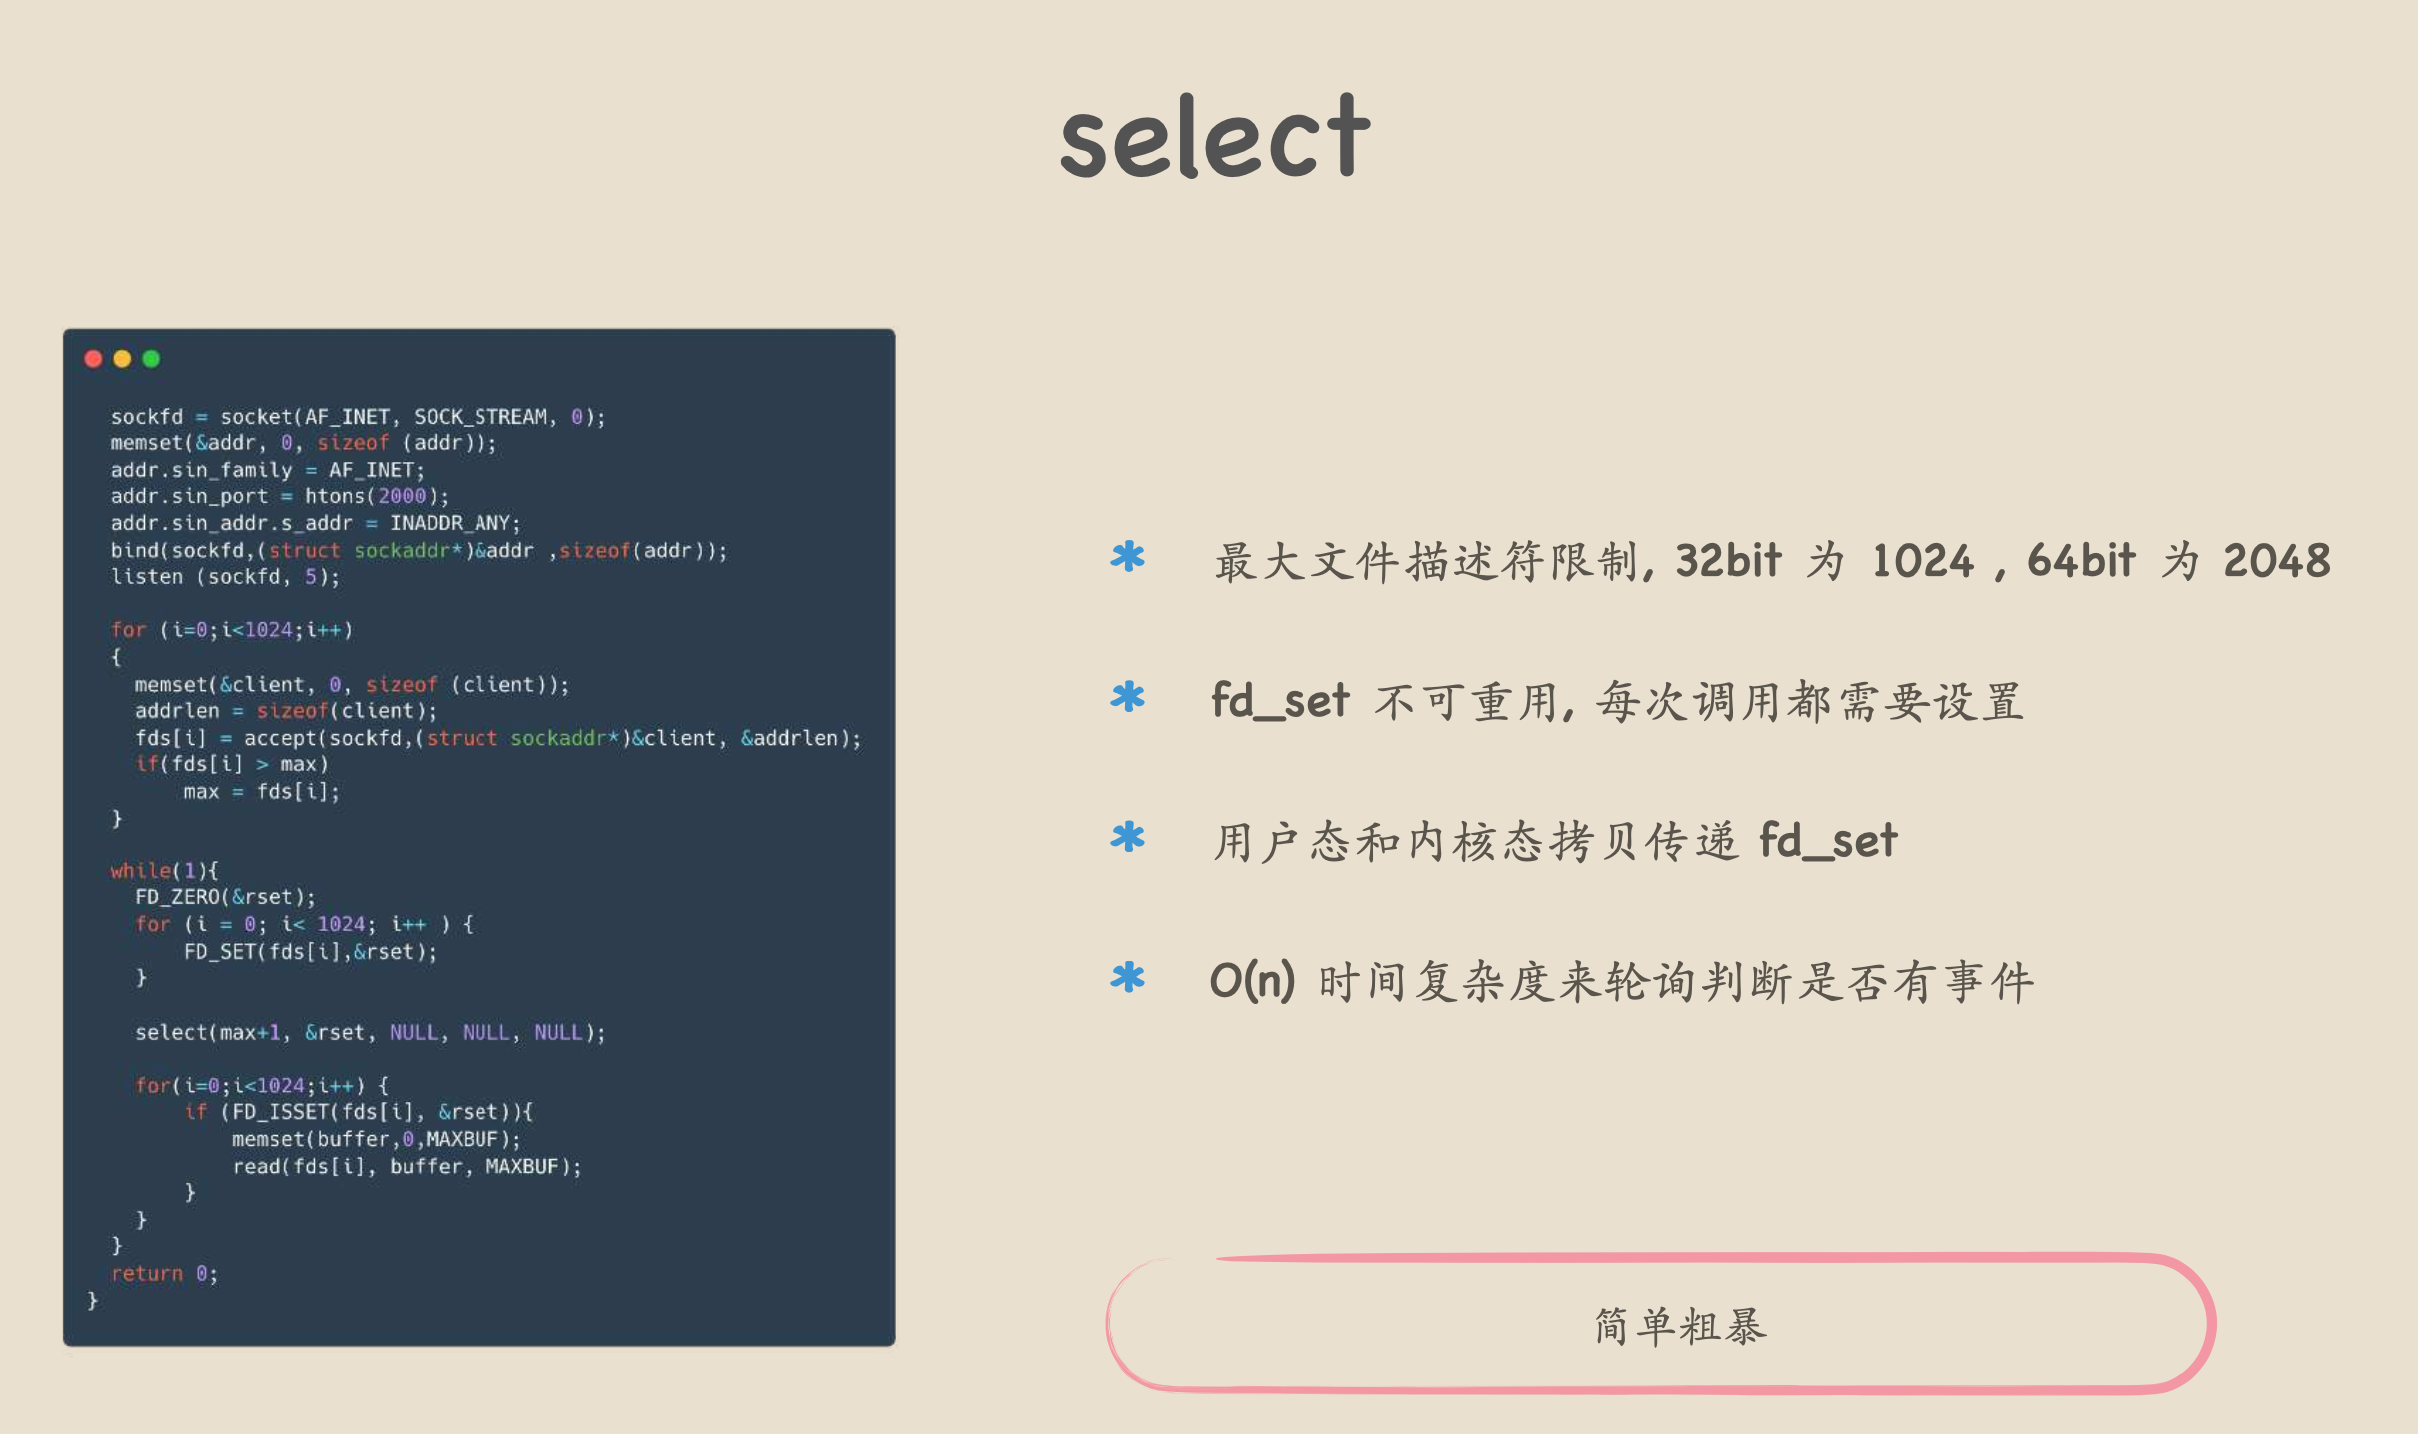 select
sockfd = socket(AF_INET, SOCK_STREAM, 0);
memset(&addr, 0, sizeof (addr));
addr.sin_family = AF_INET;
addr.sin_port = htons(2000);
addr.sin_addr.s_addr = INADDR_ANY;
bind(sockfd,(struct sockaddr*)&addr ,sizeof(addr));
listen (sockfd, 5);
for (i=0;i<1024;i++)
{
memset(&client, 0, sizeof (client));
addrlen = sizeof(client);
fds[i] = accept(sockfd,(struct sockaddr*)&client, &addrlen);
if(fds[i] > max)
max = fds[i];
}
while(1){
FD_ZERO(&rset);
for (i = 0; i< 1024; i++ ) {
FD_SET(fds[i],&rset);
}
select(max+1, &rset, NULL, NULL, NULL);
for(i=0;i<1024;i++) {
if (FD_ISSET(fds[i], &rset)){
memset(buffer,0,MAXBUF);
read(fds[i], buffer, MAXBUF);
}
}
}
return 0;
}
* 最大文件描述符限制, 32bit 为 1024 , 64bit 为 2048
* fd_set 不可重用, 每次调用都需要设置
* 用户态和内核态拷贝传递 fd_set
* O(n) 时间复杂度来轮询判断是否有事件
简单粗暴